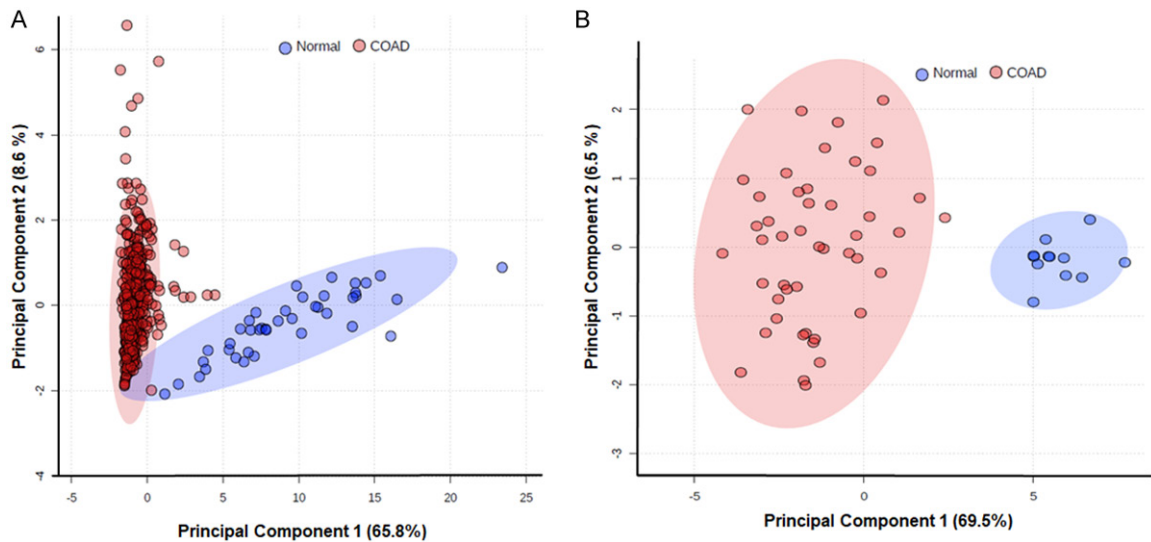 A
Normal COAD
6
4
2
0
-2
-4
-5 0 5 10 15 20 25
Principal Component 2 (8.6 %)
Principal Component 1 (65.8%)
B
Normal COAD
2
1
0
-1
-2
-3
-5 0 5
Principal Component 2 (6.5 %)
Principal Component 1 (69.5%)